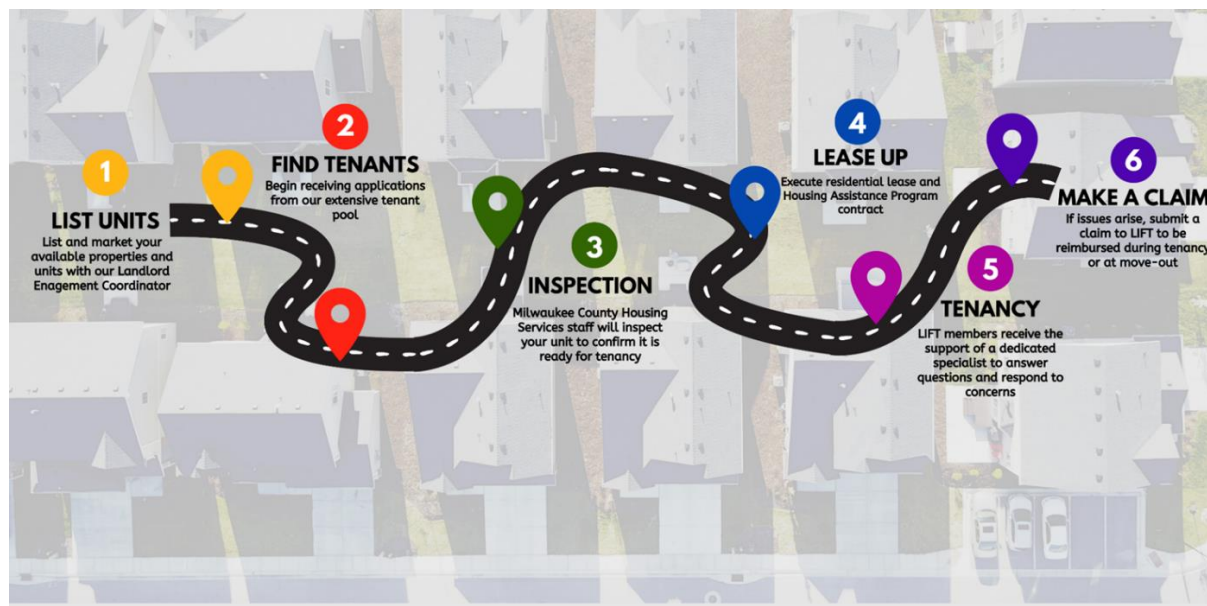 1
LIST UNITS
List and market your
available properties and
units with our Landlord
Enagement Coordinator
2
FIND TENANTS
Begin receiving applications
from our extensive tenant
pool
3
INSPECTION
Milwaukee County Housing
Services staff will inspect
your unit to confirm it is
ready for tenancy
4
LEASE UP
Execute residential lease and
Housing Assistance Program
contract
5
TENANCY
LIFT members receive the
support of a dedicated
specialist to answer
questions and respond to
concerns
6
MAKE A CLAIM
If issues arise, submit a
claim to LIFT to be
reimbursed during tenancy
or at move-out